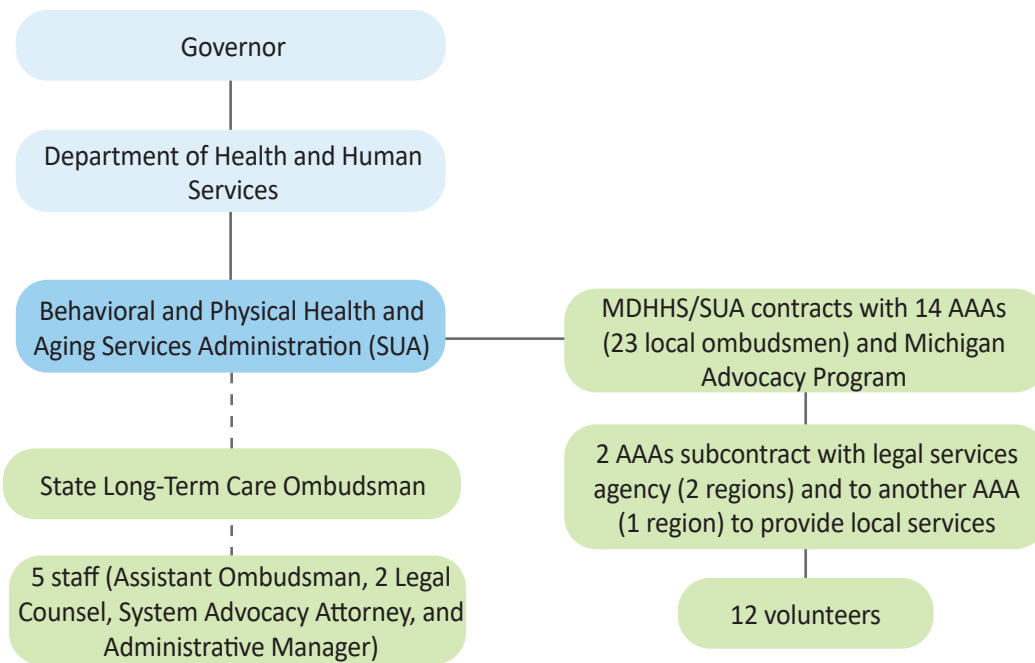 Governor
Department of Health and Human
Services
Behavioral and Physical Health and
Aging Services Administration (SUA)
MDHHS/SUA contracts with 14 AAAs
(23 local ombudsmen) and Michigan
Advocacy Program
State Long-Term Care Ombudsman
2 AAAs subcontract with legal services
agency (2 regions) and to another AAA
(1 region) to provide local services
5 staff (Assistant Ombudsman, 2 Legal
Counsel, System Advocacy Attorney, and
Administrative Manager)
12 volunteers